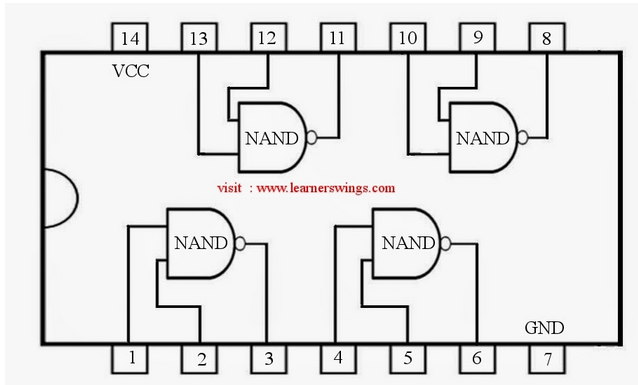 14 13 12 11 10 9 8
VCC
NAND NAND
visit : www.learnerswings.com
NAND NAND
GND
1 2 3 4 5 6 7